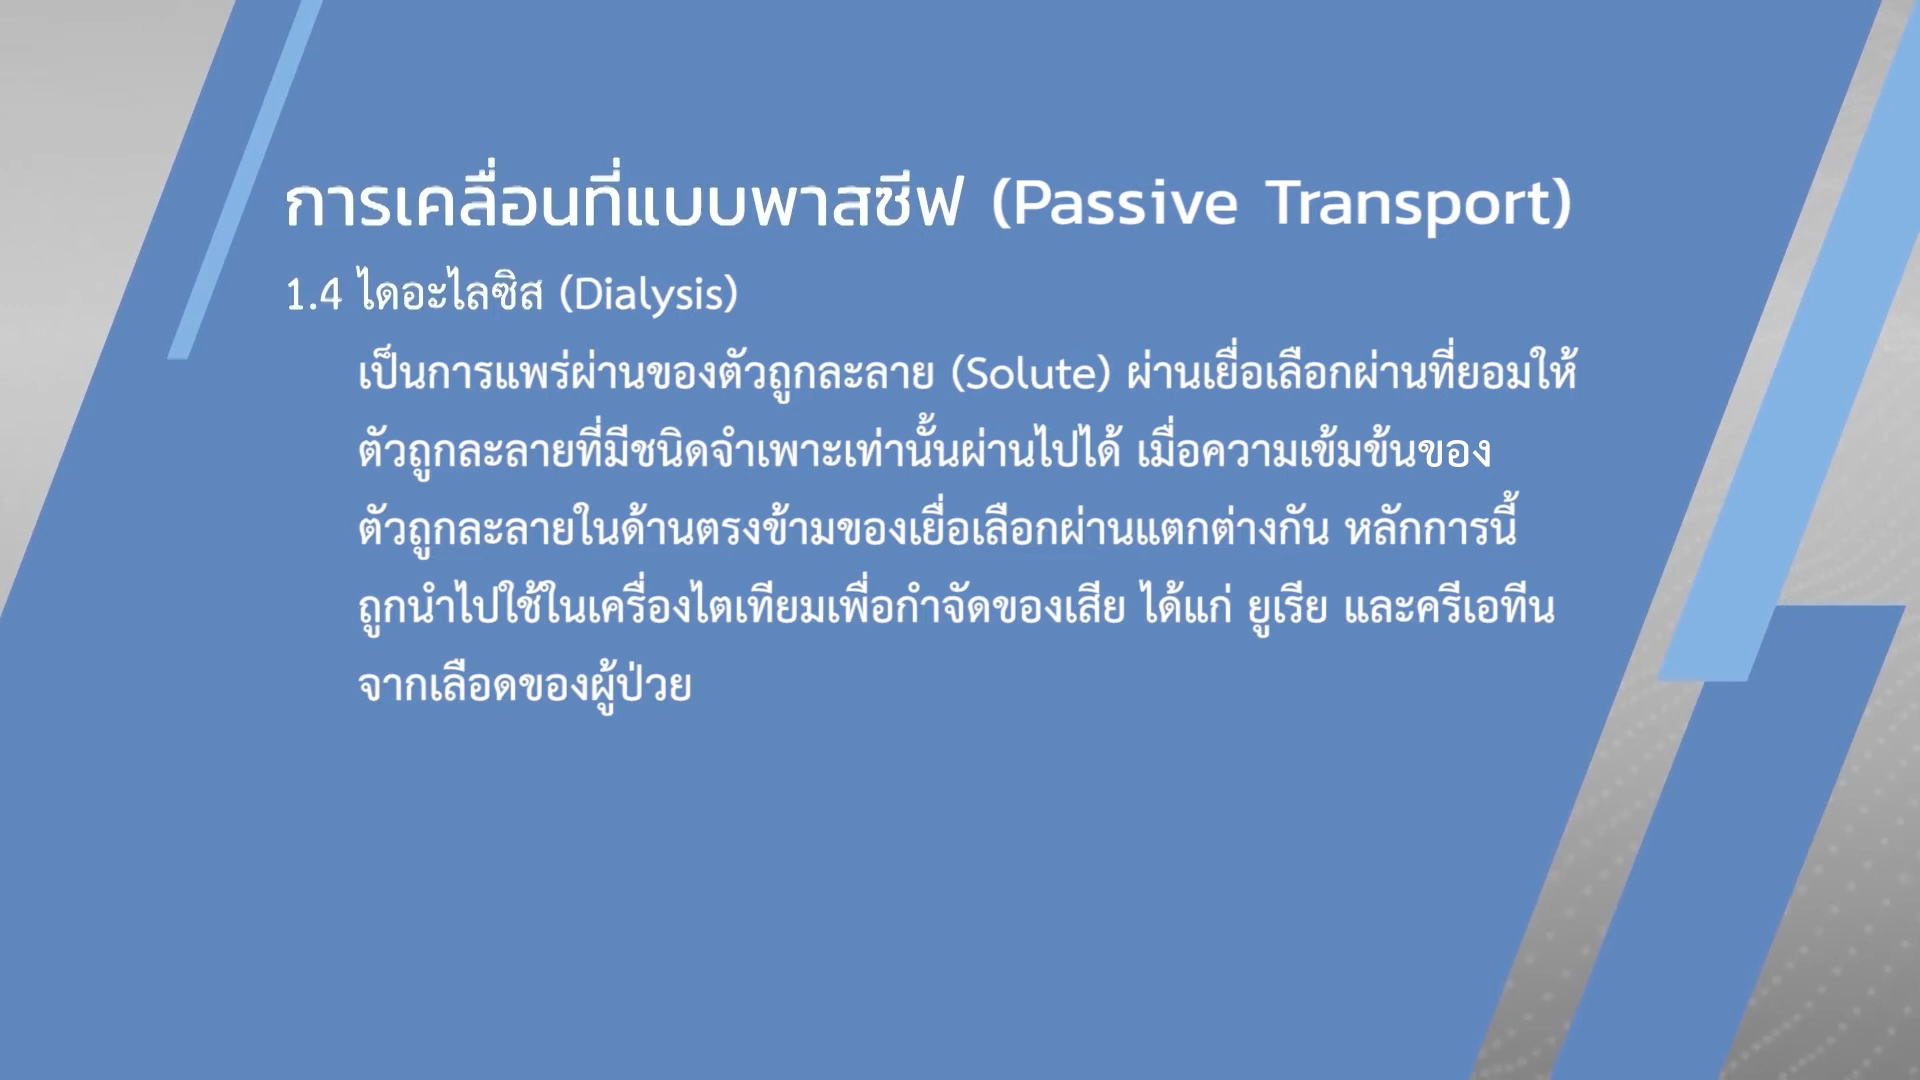 การเคลื่อนที่แบบพาสซีฟ (Passive Transport)
1.4 ไดอะไลซิส (Dialysis)
เป็นการแพร่ผ่านของตัวถูกละลาย (Solute) ผ่านเยื่อเลือกผ่านที่ยอมให้
ตัวถูกละลายที่มีชนิดจำเพาะเท่านั้นผ่านไปได้ เมื่อความเข้มข้นของ
ตัวถูกละลายในด้านตรงข้ามของเยื่อเลือกผ่านแตกต่างกัน หลักการนี้
ถูกนำไปใช้ในเครื่องไตเทียมเพื่อกำจัดของเสีย ได้แก่ ยูเรีย และครีเอทีน
จากเลือดของผู้ป่วย